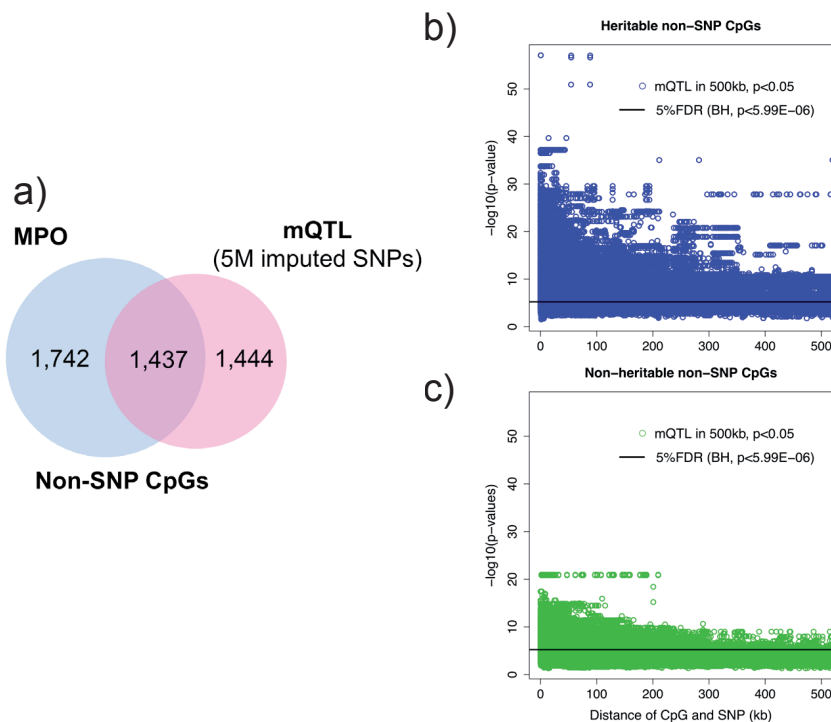 a)
MPO
mQTL
(5M imputed SNPs)
1,742
1,437
1,444
Non-SNP CpGs
b)
Heritable non−SNP CpGs
−log10(p−value)
50
40
30
20
10
0
mQTL in 500kb, p<0.05
5%FDR (BH, p<5.99E−06)
0 100 200 300 400 500
c)
Non−heritable non−SNP CpGs
−log10(p−values)
50
40
30
20
10
0
mQTL in 500kb, p<0.05
5%FDR (BH, p<5.99E−06)
0 100 200 300 400 500
Distance of CpG and SNP (kb)